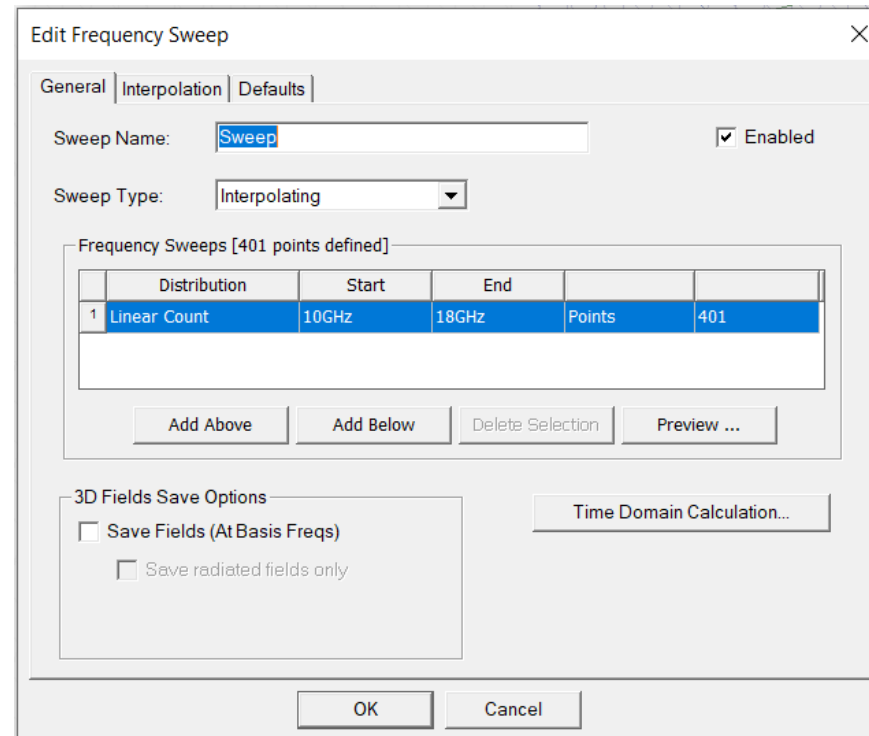 Edit Frequency Sweep
General Interpolation Defaults
Sweep Name: Sweep Enabled
Sweep Type: Interpolating
Frequency Sweeps [401 points defined]
Distribution Start End
1 Linear Count 10GHz 18GHz Points 401
Add Above Add Below Delete Selection Preview ...
3D Fields Save Options
Time Domain Calculation...
Save Fields (At Basis Freqs)
Save radiated fields only
OK Cancel